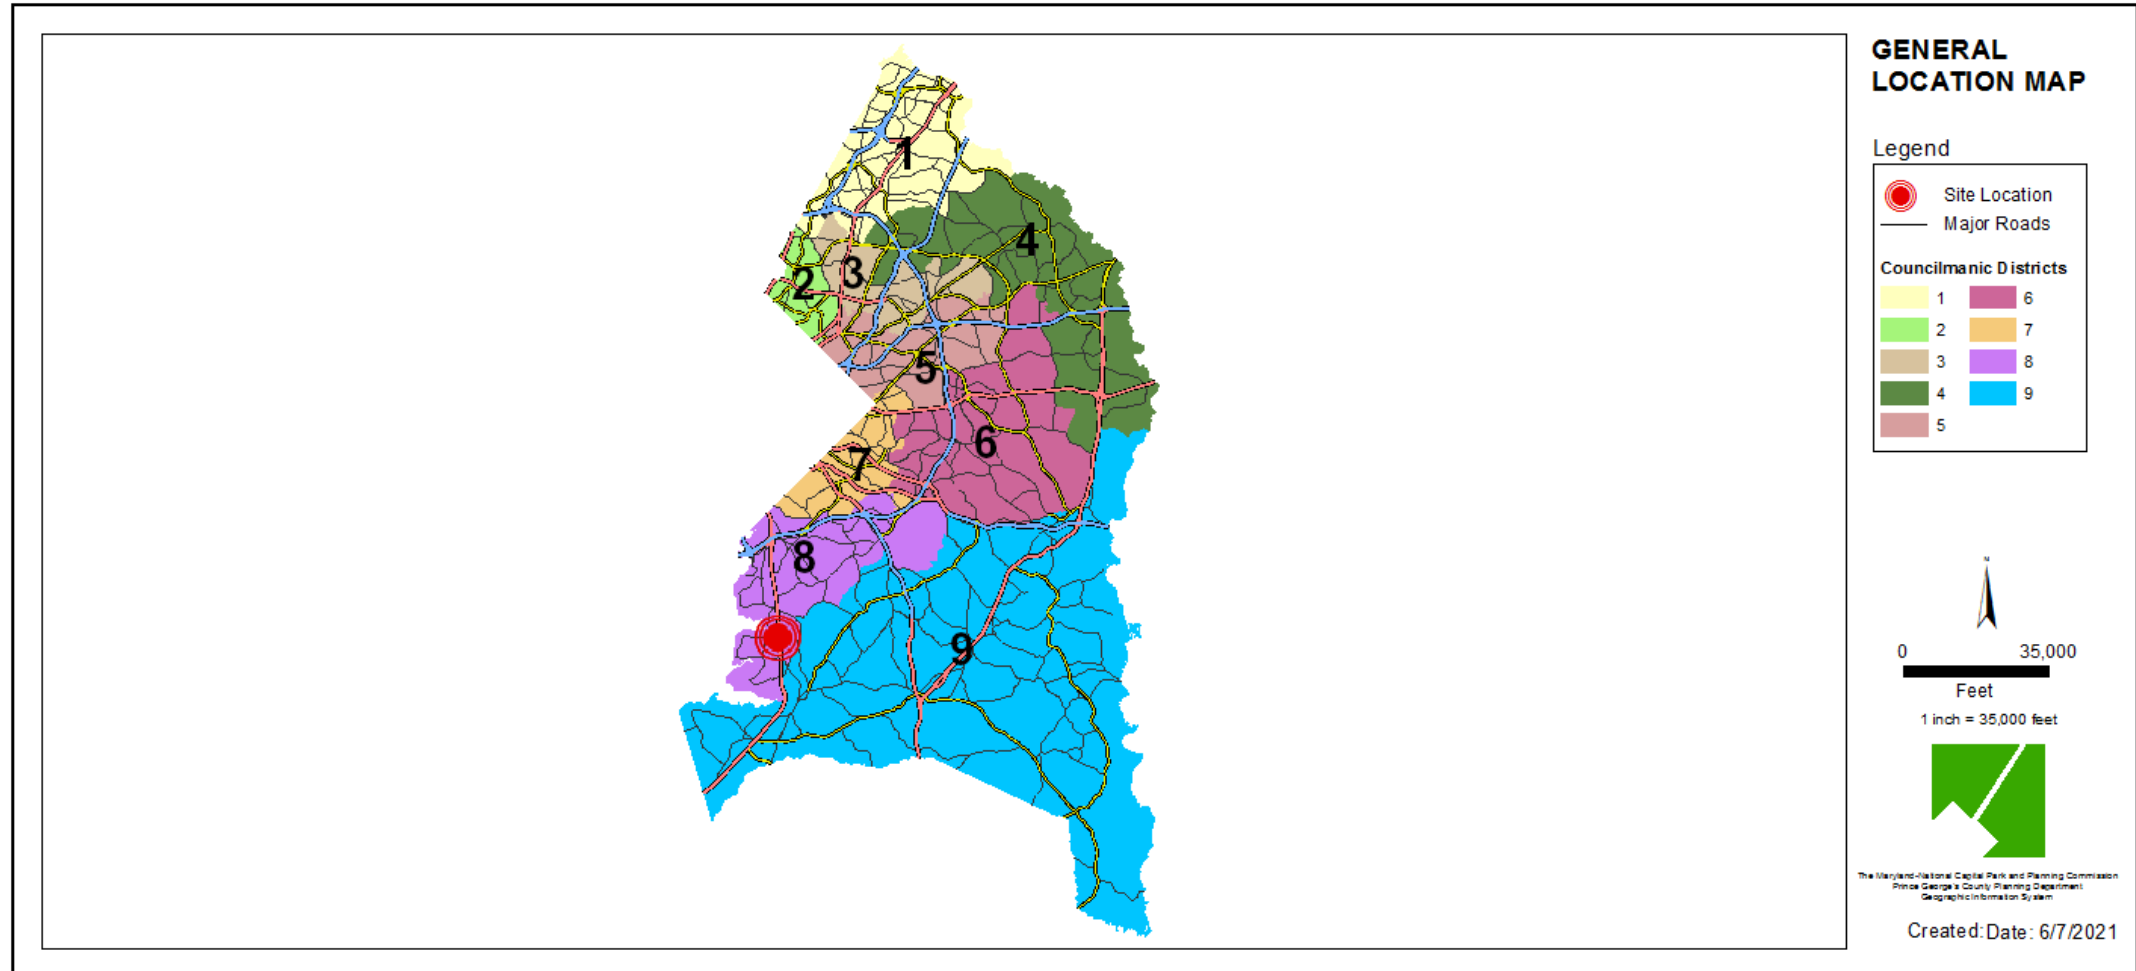 GENERAL
LOCATION MAP
Legend
Site Location
Major Roads
Councilmanic Districts
1 6
2 7
3 8
4 9
5
1
4
3
2
5
6
7
8
9
N
0 35,000
Feet
1 inch = 35,000 feet
The Maryland-National Capital Park and Planning Commission
Prince George's County Planning Department
Geographic Information System
Created: Date: 6/7/2021